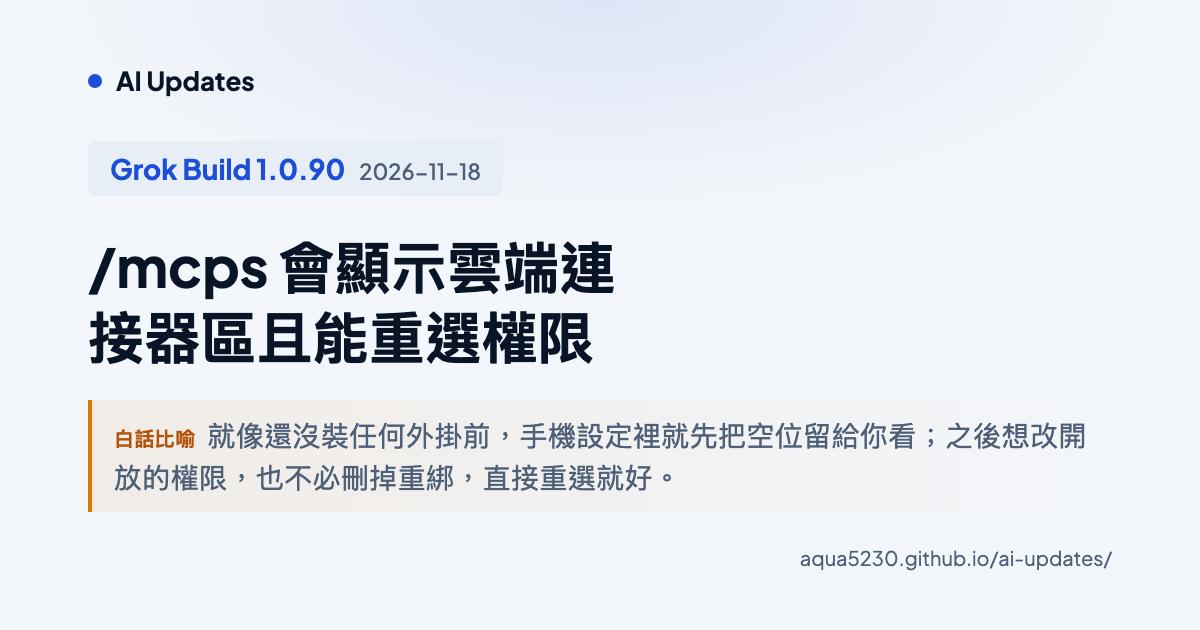 AI Updates
Grok Build 1.0.90 2026-11-18
/mcps 會顯示雲端連
接器區且能重選權限
白話比喻 就像還沒裝任何外掛前，手機設定裡就先把空位留給你看；之後想改開
放的權限，也不必刪掉重綁，直接重選就好。
aqua5230.github.io/ai-updates/